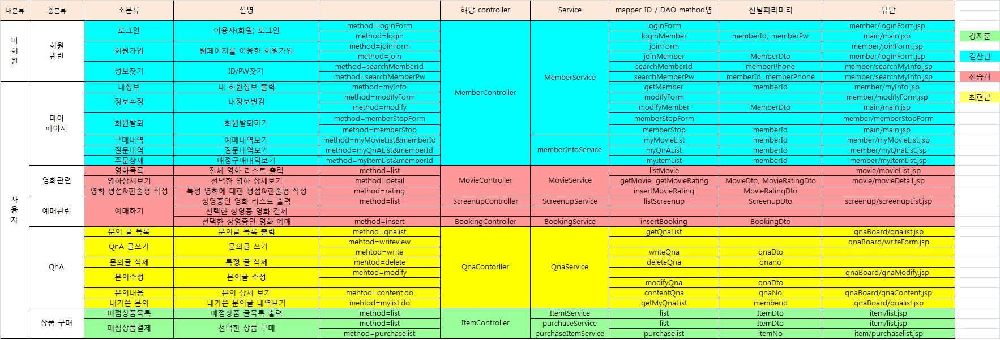 대분류 중분류 소분류 설명 해당 controller Service mapper ID / DAO method명 전달파라미터 뷰단
비회원 회원 관련 로그인 이용자(회원) 로그인 method=loginForm MemberController MemberService loginForm member/loginForm.jsp
method=login loginMember memberId, memberPw main/main.jsp 강지훈
회원가입 웹페이지를 이용한 회원가입 method=joinForm joinForm member/joinForm.jsp
method=join joinMember MemberDto member/loginForm.jsp 김찬년
정보찾기 ID/PW찾기 method=searchMemberId searchMemberId memberPhone member/searchMyInfo.jsp
method=searchMemberPw searchMemberPw memberId, memberPhone member/searchMyInfo.jsp 전승희
사용자 마이 페이지 내정보 내 회원정보 출력 method=myInfo getMember memberId member/myInfo.jsp
정보수정 내정보변경 method=modifyForm modifyForm member/modifyForm.jsp 최현근
method=modify modifyMember MemberDto main/main.jsp
회원탈퇴 회원탈퇴하기 method=memberStopForm memberStopForm member/memberStopForm
method=memberStop memberStop memberId main/main.jsp
구매내역 예매내역보기 method=myMovieList&memberId memberInfoService myMovieList memberId member/myMovieList.jsp
질문내역 질문내역보기 method=myQnAList&memberId myQnAList memberId member/myQnaList.jsp
주문상세 매점구매내역보기 method=myItemList&memberId myItemList memberId member/myItemList.jsp
영화관련 영화목록 전체 영화 리스트 출력 method=list MovieController MovieService listMovie movie/movieList.jsp
영화상세보기 선택한 영화 상세보기 method=detail getMovie, getMovieRating MovieDto, MovieRatingDto movie/movieDetail.jsp
영화 평점&한줄평 작성 특정 영화에 대한 평점&한줄평 작성 method=rating insertMovieRating MovieRatingDto
예매관련 예매하기 상영중인 영화 리스트 출력 method=list ScreenupController ScreenupService listScreenup ScreenupDto screenup/screenupList.jsp
선택한 상영중 영화 결제
선택한 상영중인 영화 예매 method=insert BookingController BookingService insertBooking BookingDto
QnA 문의 글 목록 문의글 목록 출력 method=qnalist QnaContorller QnaService getQnaList qnaBoard/qnalist.jsp
QnA 글쓰기 문의글 쓰기 mehtod=writeview qnaBoard/writeForm.jsp
mehtod=write writeQna qnaDto
문의글 삭제 특정 글 삭제 mehtod=delete deleteQna qnano
문의수정 문의글 수정 mehtod=modify qnaBoard/qnaModify.jsp
modifyQna qnaDto
문의내용 문의 상세 보기 mehtod=content.do contentQna qnaNo qnaBoard/qnaContent.jsp
내가쓴 문의 내가쓴 문의글 내역보기 mehtod=mylist.do getMyQnaList memberid qnaBoard/qnalist.jsp
상품 구매 매점상품목록 매점상품 글목록 출력 method=list ItemController ItemtService list ItemDto item/list.jsp
매점상품결제 선택한 상품 구매 method=list purchaseService list ItemDto item/list.jsp
method=purchaselist purchaseItemService purchaselist itemNo item/purchaselist.jsp